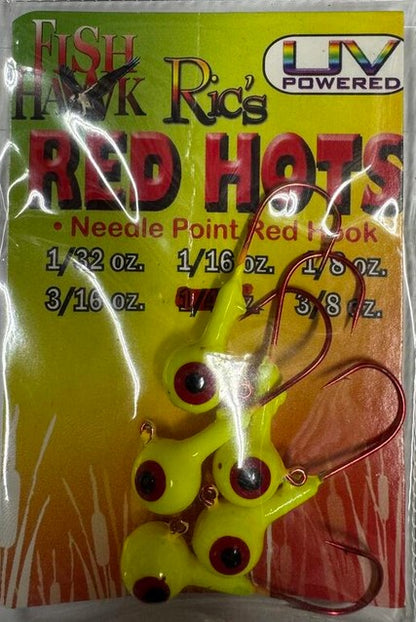 FISH HAWK
Ric's
UV
POWERED
RED HOTS
• Needle Point Red Hook
1/32 oz. 1/16 oz. 1/8 oz.
3/16 oz. 3/8 oz.